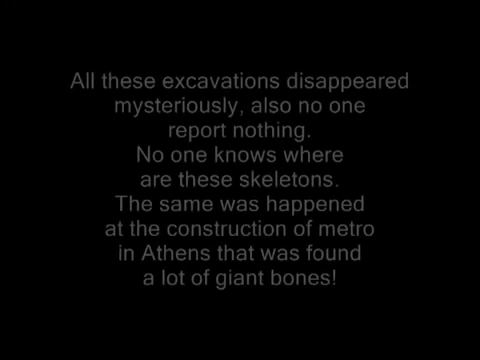 All these excavations disappeared
mysteriously, also no one
report nothing.
No one knows where
are these skeletons.
The same was happened
at the construction of metro
in Athens that was found
a lot of giant bones!